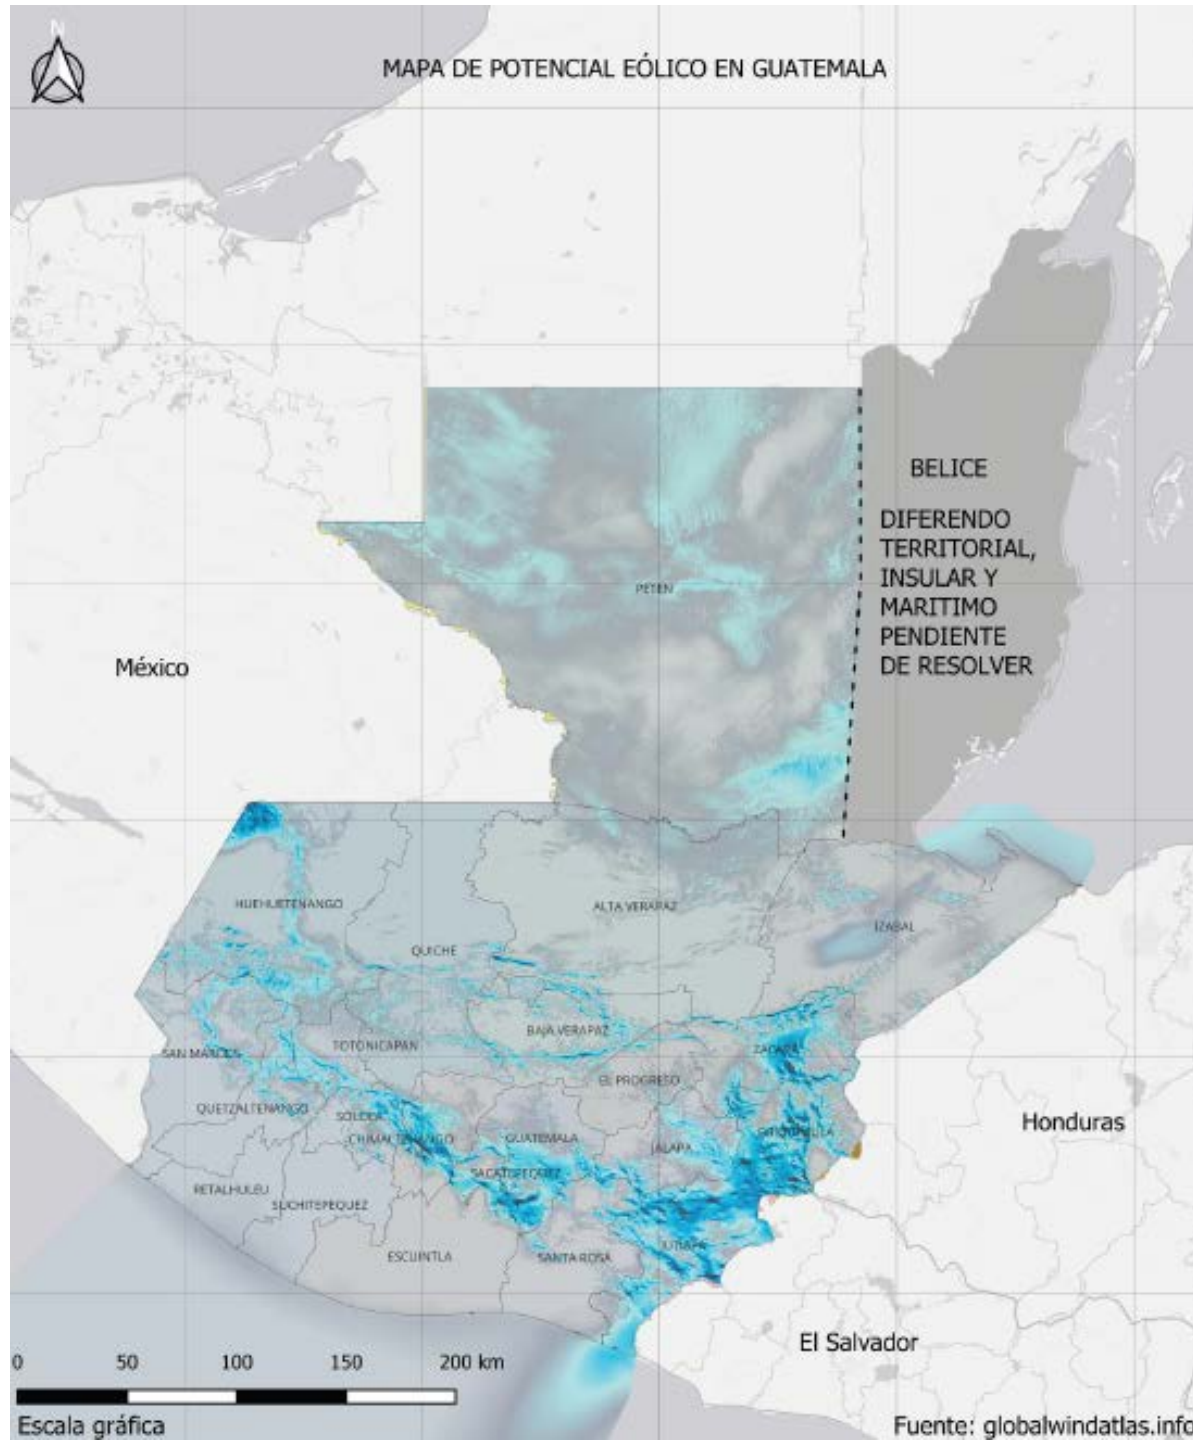 N
MAPA DE POTENCIAL EÓLICO EN GUATEMALA
BELICE
DIFERENDO
TERRITORIAL,
INSULAR Y
MARITIMO
PENDIENTE
DE RESOLVER
PETEN
México
HUEHUETENANGO
ALTA VERAPAZ
IZABAL
QUICHE
BAJA VERAPAZ
ZACAPA
SAN MARCOS
TOTONICAPAN
EL PROGRESO
QUETZALTENANGO
SOLOLA
CHIMALTENANGO
GUATEMALA
JALAPA
CHIQUIMULA
Honduras
SACATEPEQUEZ
RETALHULEU
SUCHITEPEQUEZ
ESCUINTLA
SANTA ROSA
JUTIAPA
El Salvador
0 50 100 150 200 km
Escala gráfica
Fuente: globalwindatlas.info